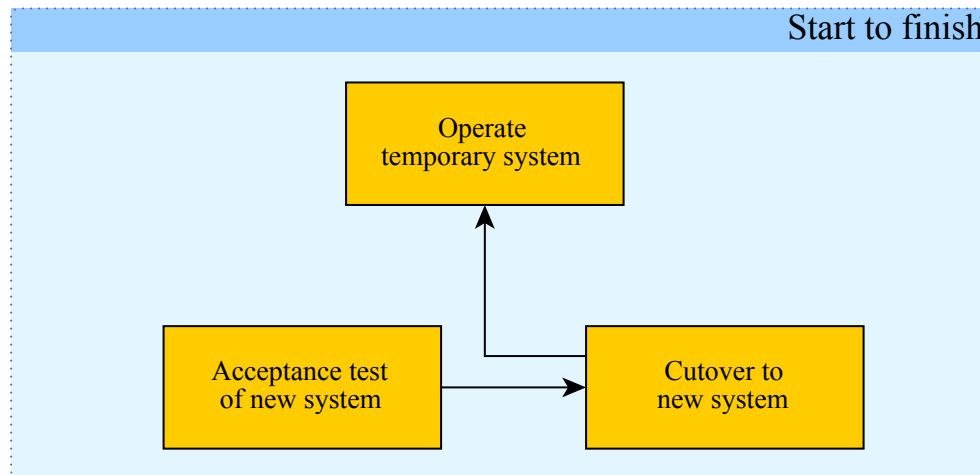 Start to finish
Operate
temporary system
Acceptance test
of new system
Cutover to
new system